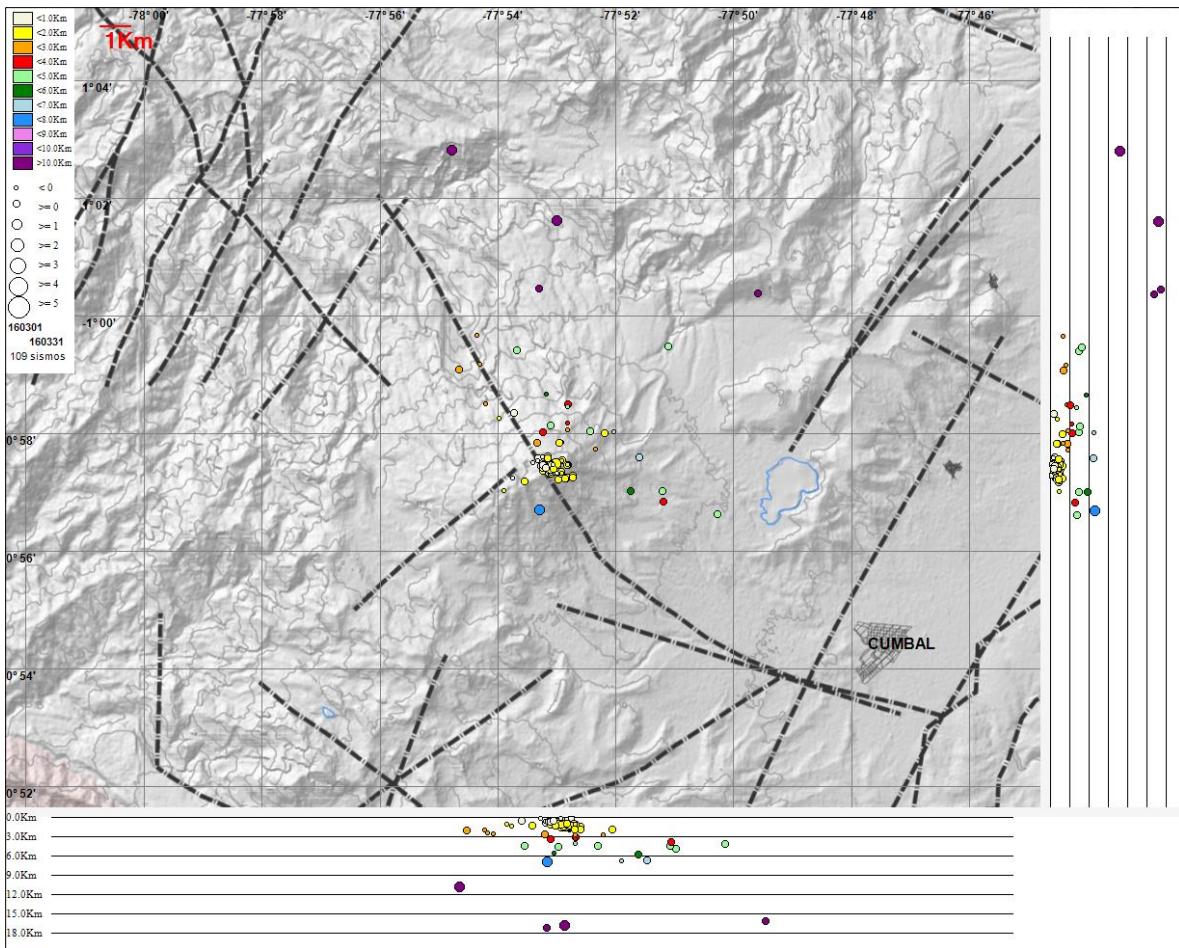 -78° 00'
-77° 58'
-77° 56'
-77° 54'
-77° 52'
-77° 50'
-77° 48'
-77° 46'
1Km
<1.0Km
<2.0Km
<3.0Km
<4.0Km
<5.0Km
<6.0Km
<7.0Km
<8.0Km
<9.0Km
<10.0Km
>10.0Km
< 0
>= 0
>= 1
>= 2
>= 3
>= 4
>= 5
160301
160331
109 sismos
1° 04'
1° 02'
-1° 00'
0° 58'
0° 56'
0° 54'
0° 52'
CUMBAL
0.0Km
3.0Km
6.0Km
9.0Km
12.0Km
15.0Km
18.0Km